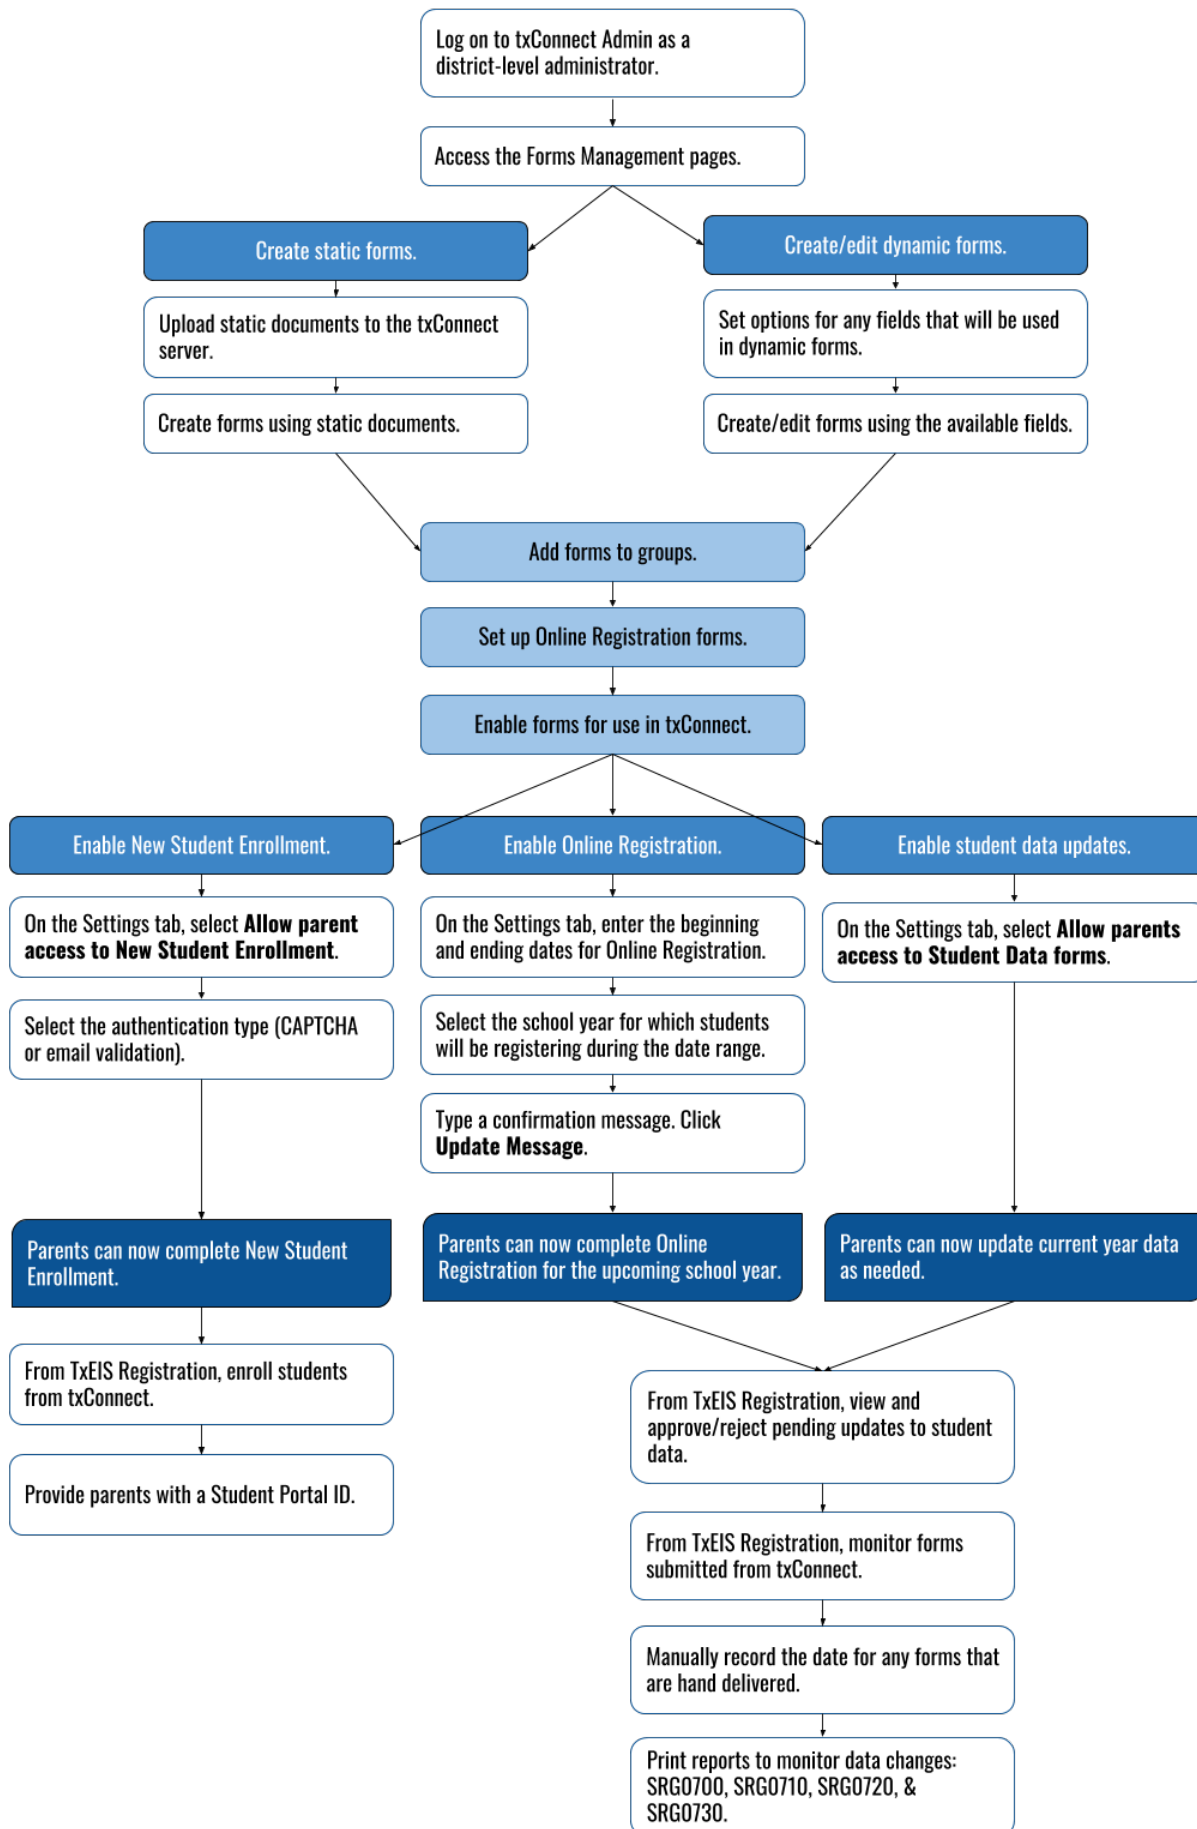 Log on to txConnect Admin as a
district-level administrator.
Access the Forms Management pages.
Create static forms.
Create/edit dynamic forms.
Upload static documents to the txConnect
server.
Set options for any fields that will be used
in dynamic forms.
Create forms using static documents.
Create/edit forms using the available fields.
Add forms to groups.
Set up Online Registration forms.
Enable forms for use in txConnect.
Enable New Student Enrollment.
Enable Online Registration.
Enable student data updates.
On the Settings tab, select Allow parent
access to New Student Enrollment.
On the Settings tab, enter the beginning
and ending dates for Online Registration.
On the Settings tab, select Allow parents
access to Student Data forms.
Select the authentication type (CAPTCHA
or email validation).
Select the school year for which students
will be registering during the date range.
Type a confirmation message. Click
Update Message.
Parents can now complete New Student
Enrollment.
Parents can now complete Online
Registration for the upcoming school year.
Parents can now update current year data
as needed.
From TxEIS Registration, enroll students
from txConnect.
Provide parents with a Student Portal ID.
From TxEIS Registration, view and
approve/reject pending updates to student
data.
From TxEIS Registration, monitor forms
submitted from txConnect.
Manually record the date for any forms that
are hand delivered.
Print reports to monitor data changes:
SRG0700, SRG0710, SRG0720, &
SRG0730.